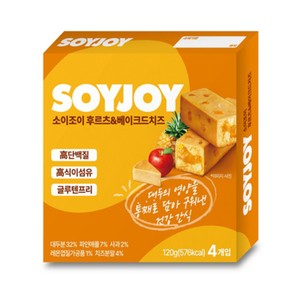 SOYJOY
소이조이 후르츠&베이크드치즈
高단백질
高식이섬유
글루텐프리
대두의 영양을
통째로 담아 구워낸
건강 간식
대두분 32% 파인애플 7% 사과 2%
레몬껍질가공품 1% 치즈분말 4%
120g(576kcal) 4개입
SOYJOY